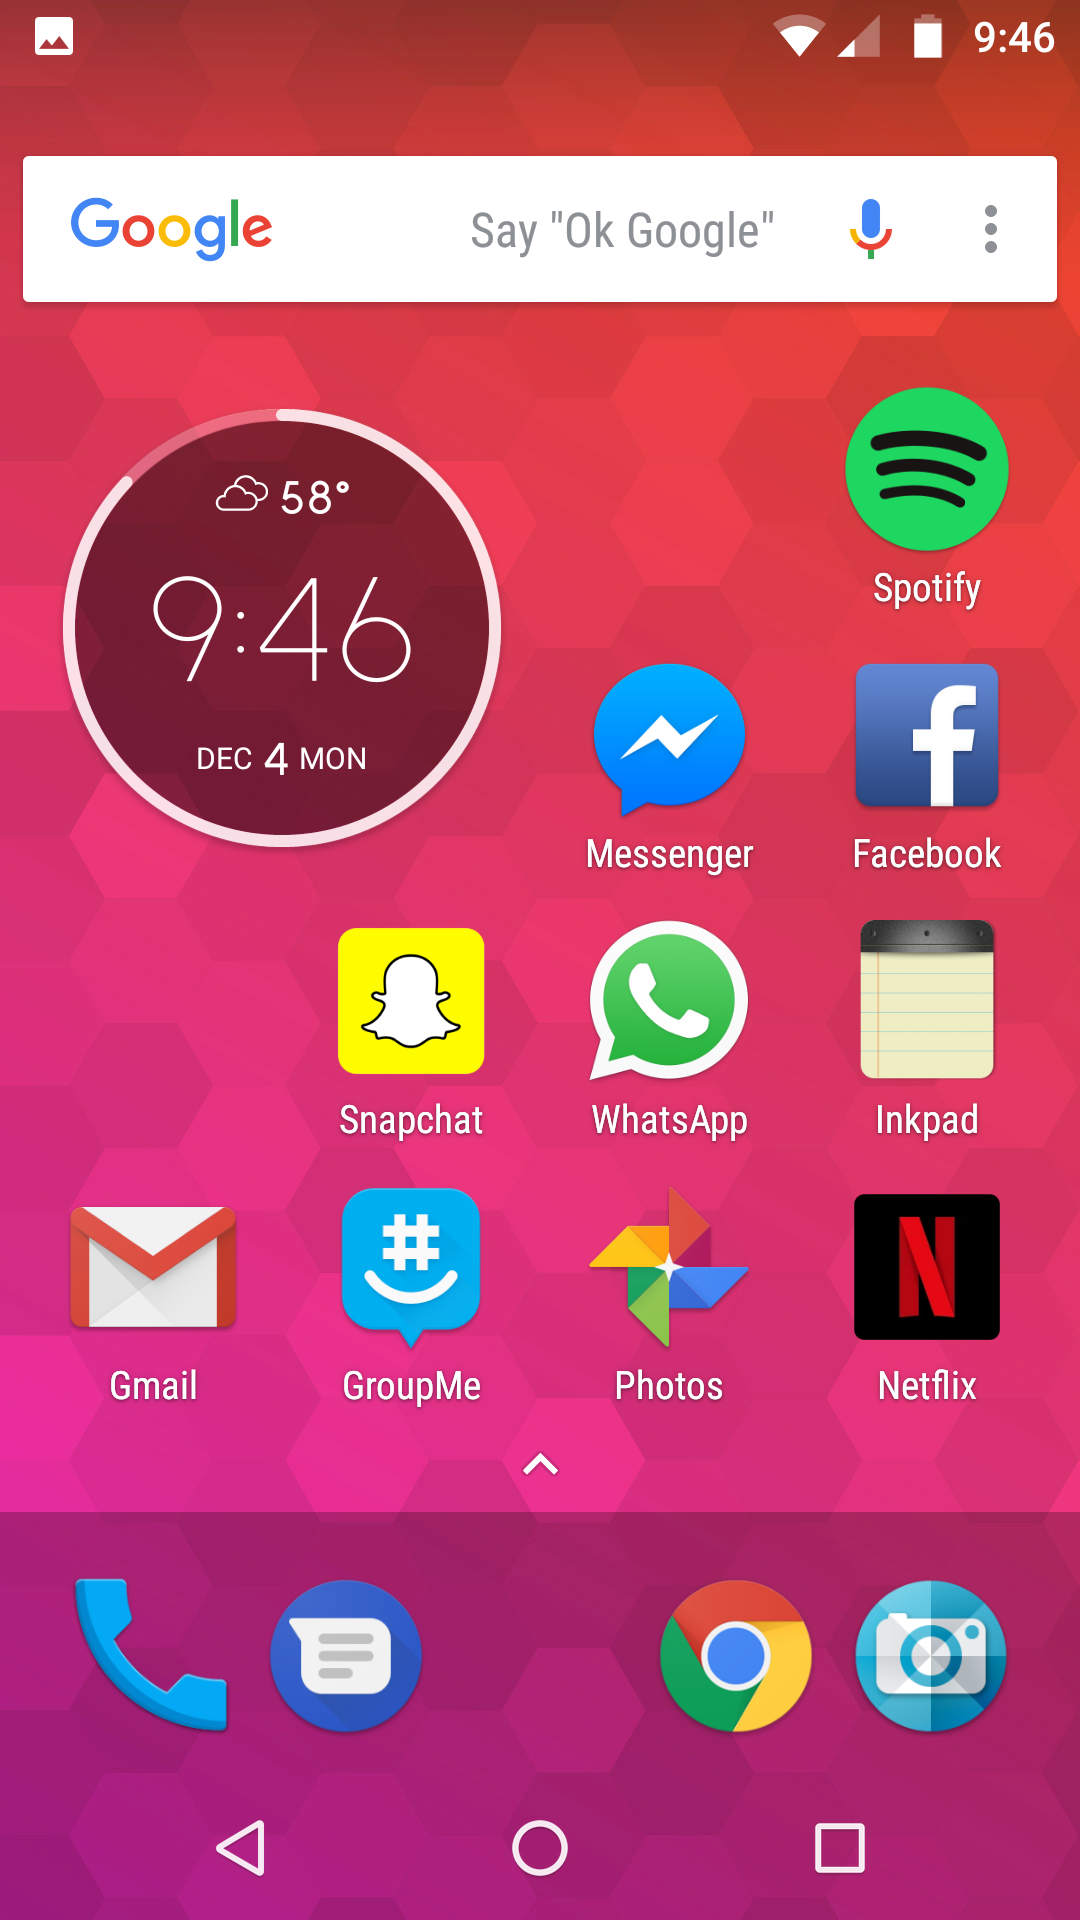 9:46
Google Say "Ok Google"
58°
9:46
DEC 4 MON
Spotify
Messenger Facebook
Snapchat WhatsApp Inkpad
Gmail GroupMe Photos Netflix